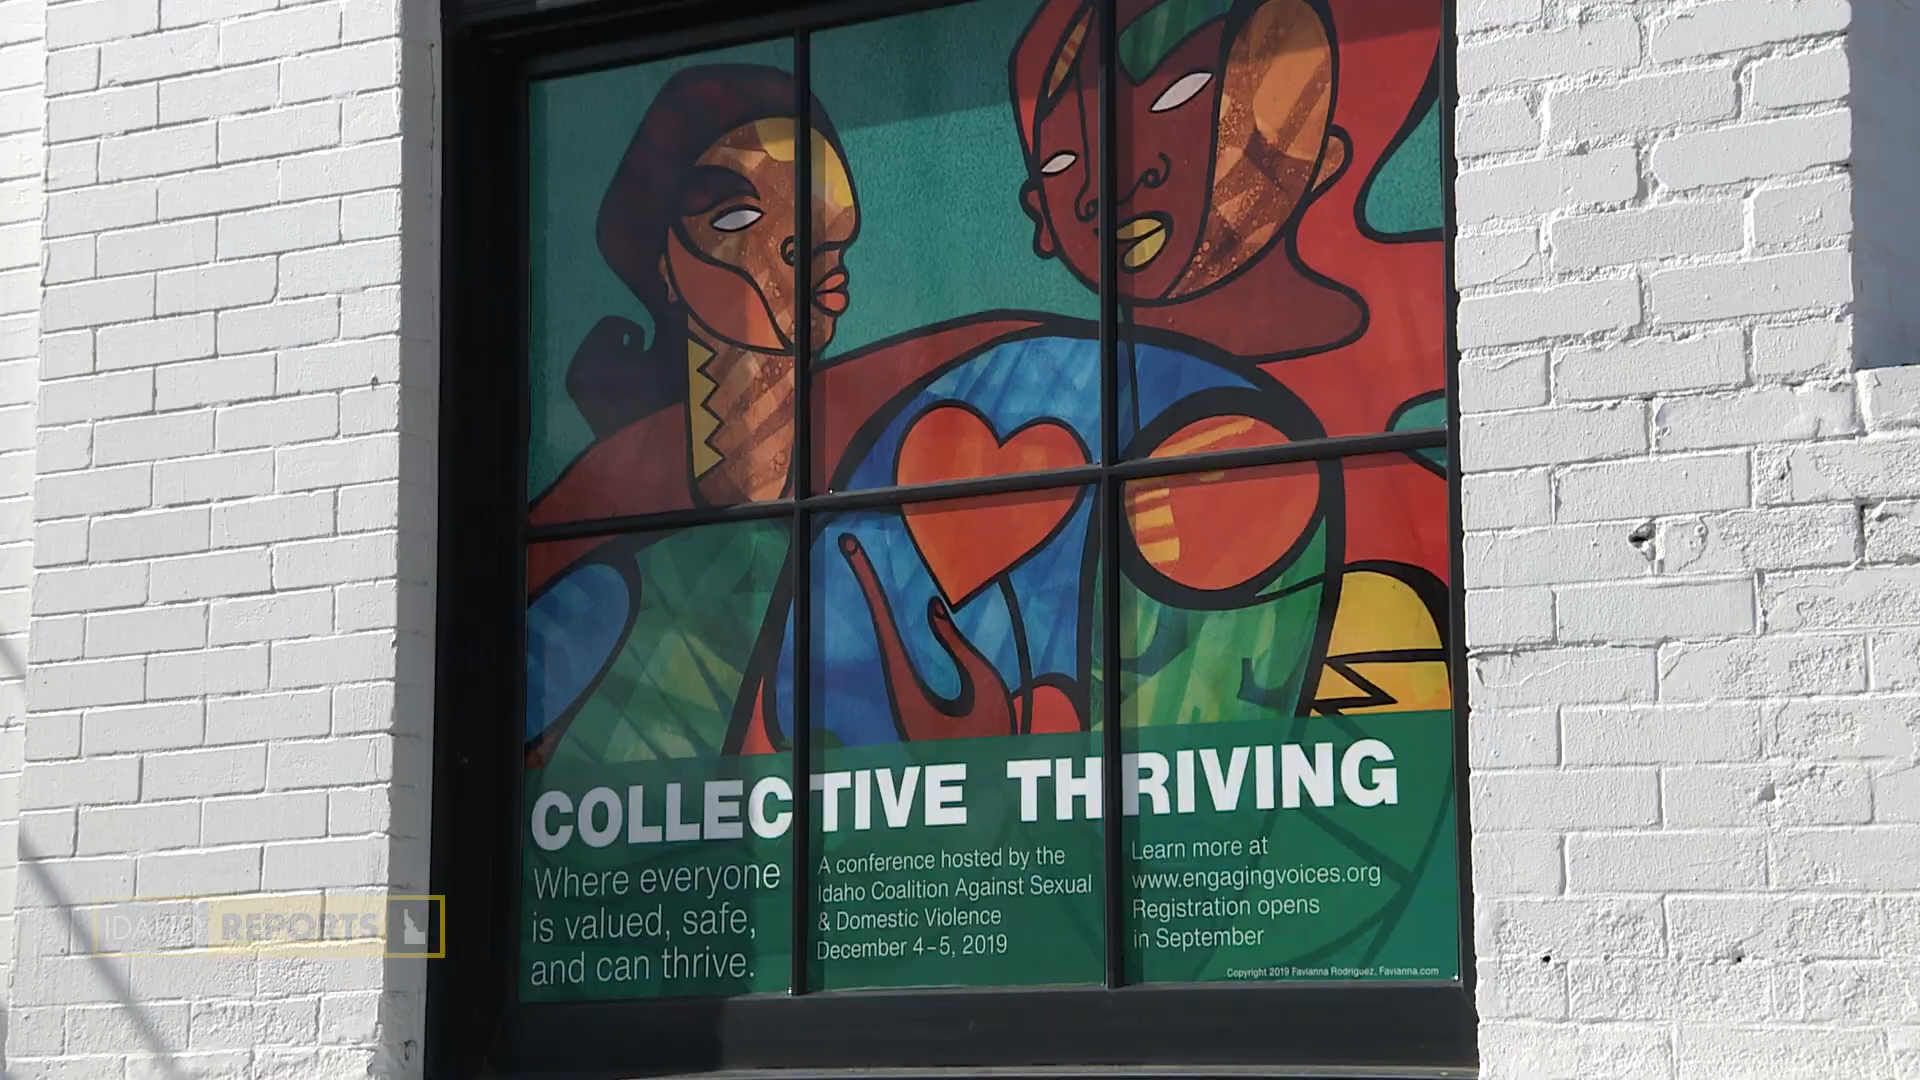 COLLECTIVE THRIVING
Where everyone
is valued, safe,
and can thrive.
A conference hosted by the
Idaho Coalition Against Sexual
& Domestic Violence
December 4–5, 2019
Learn more at
www.engagingvoices.org
Registration opens
in September
Copyright 2019 Favianna Rodriguez, Favianna.com
IDAHO REPORTS